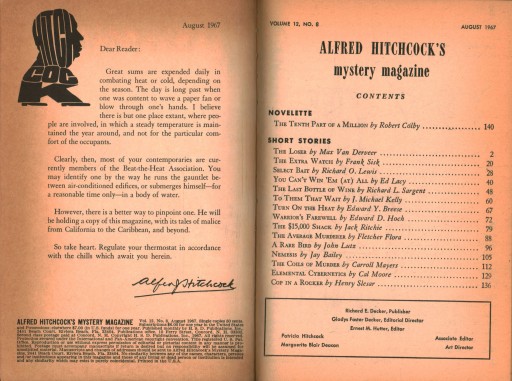 HITCH
COC
K
August 1967
Dear Reader:
Great sums are expended daily in
combating heat or cold, depending on
the season. The day is long past when
one was content to wave a paper fan or
blow through one's hands. I believe
there is but one place extant, where peo-
ple are involved, in which a steady temperature is main-
tained the year around, and not for the particular comfort
of the occupants.
Clearly, then, most of your contemporaries are cur-
rently members of the Beat-the-Heat Association. You
may identify one by the way he runs the gauntlet be-
tween air-conditioned edifices, or submerges himself—for
a reasonable time only—in a body of water.
However, there is a better way to pinpoint one. He will
be holding a copy of this magazine, with its tales of malice
from California to the Caribbean, and beyond.
So take heart. Regulate your thermostat in accordance
with the chills which await you herein.
Alfred Hitchcock
ALFRED HITCHCOCK'S MYSTERY MAGAZINE Vol. 12, No. 8, August 1967. Single copies 50 cents.
VOLUME 12, NO. 8
AUGUST 1967
ALFRED HITCHCOCK'S
mystery magazine
CONTENTS
NOVELETTE
THE TENTH PART OF A MILLION by Robert Colby 140
SHORT STORIES
THE LOSER by Max Van Derveer 2
THE EXTRA WATCH by Frank Sisk 20
SELECT BAIT by Richard O. Lewis 28
YOU CAN'T WIN 'EM (AT) ALL by Ed Lacy 40
THE LAST BOTTLE OF WINE by Richard L. Sargent 48
TO THEM THAT WAIT by J. Michael Kelly 60
TURN ON THE HEAT by Edward Y. Breese 67
WARRIOR'S FAREWELL by Edward D. Hoch 72
THE $15,000 SHACK by Jack Ritchie 79
THE AVERAGE MURDERER by Fletcher Flora 88
A RARE BIRD by John Lutz 96
NEMESIS by Jay Bailey 105
THE COILS OF MURDER by Carroll Mayers 112
ELEMENTAL CYBERNETICS by Cal Moore 120
COP IN A ROCKER by Henry Slesar 136
Richard E. Decker, Publisher
Gladys Foster Decker, Editorial Director
Ernest M. Hutter, Editor
Patricia Hitchcock Associate Editor
Marguerite Blair Deacon Art Director